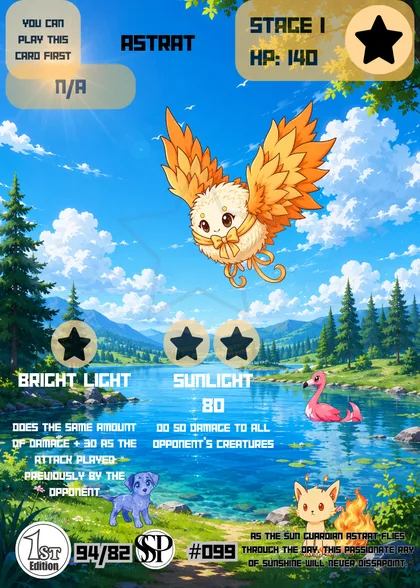 YOU CAN
PLAY THIS
CARD FIRST
N/A
ASTRAT
STAGE 1
HP: 140
BRIGHT LIGHT
DOES THE SAME AMOUNT
OF DAMAGE + 30 AS THE
ATTACK PLAYED
PREVIOUSLY BY THE
OPPONENT
SUNLIGHT
80
DO 50 DAMAGE TO ALL
OPPONENT'S CREATURES
1ST
Edition
94/82
SP
#099
AS THE SUN GUARDIAN ASTRAT FLIES
THROUGH THE DAY, THIS PASSIONATE RAY
OF SUNSHINE WILL NEVER DISSAPOINT.